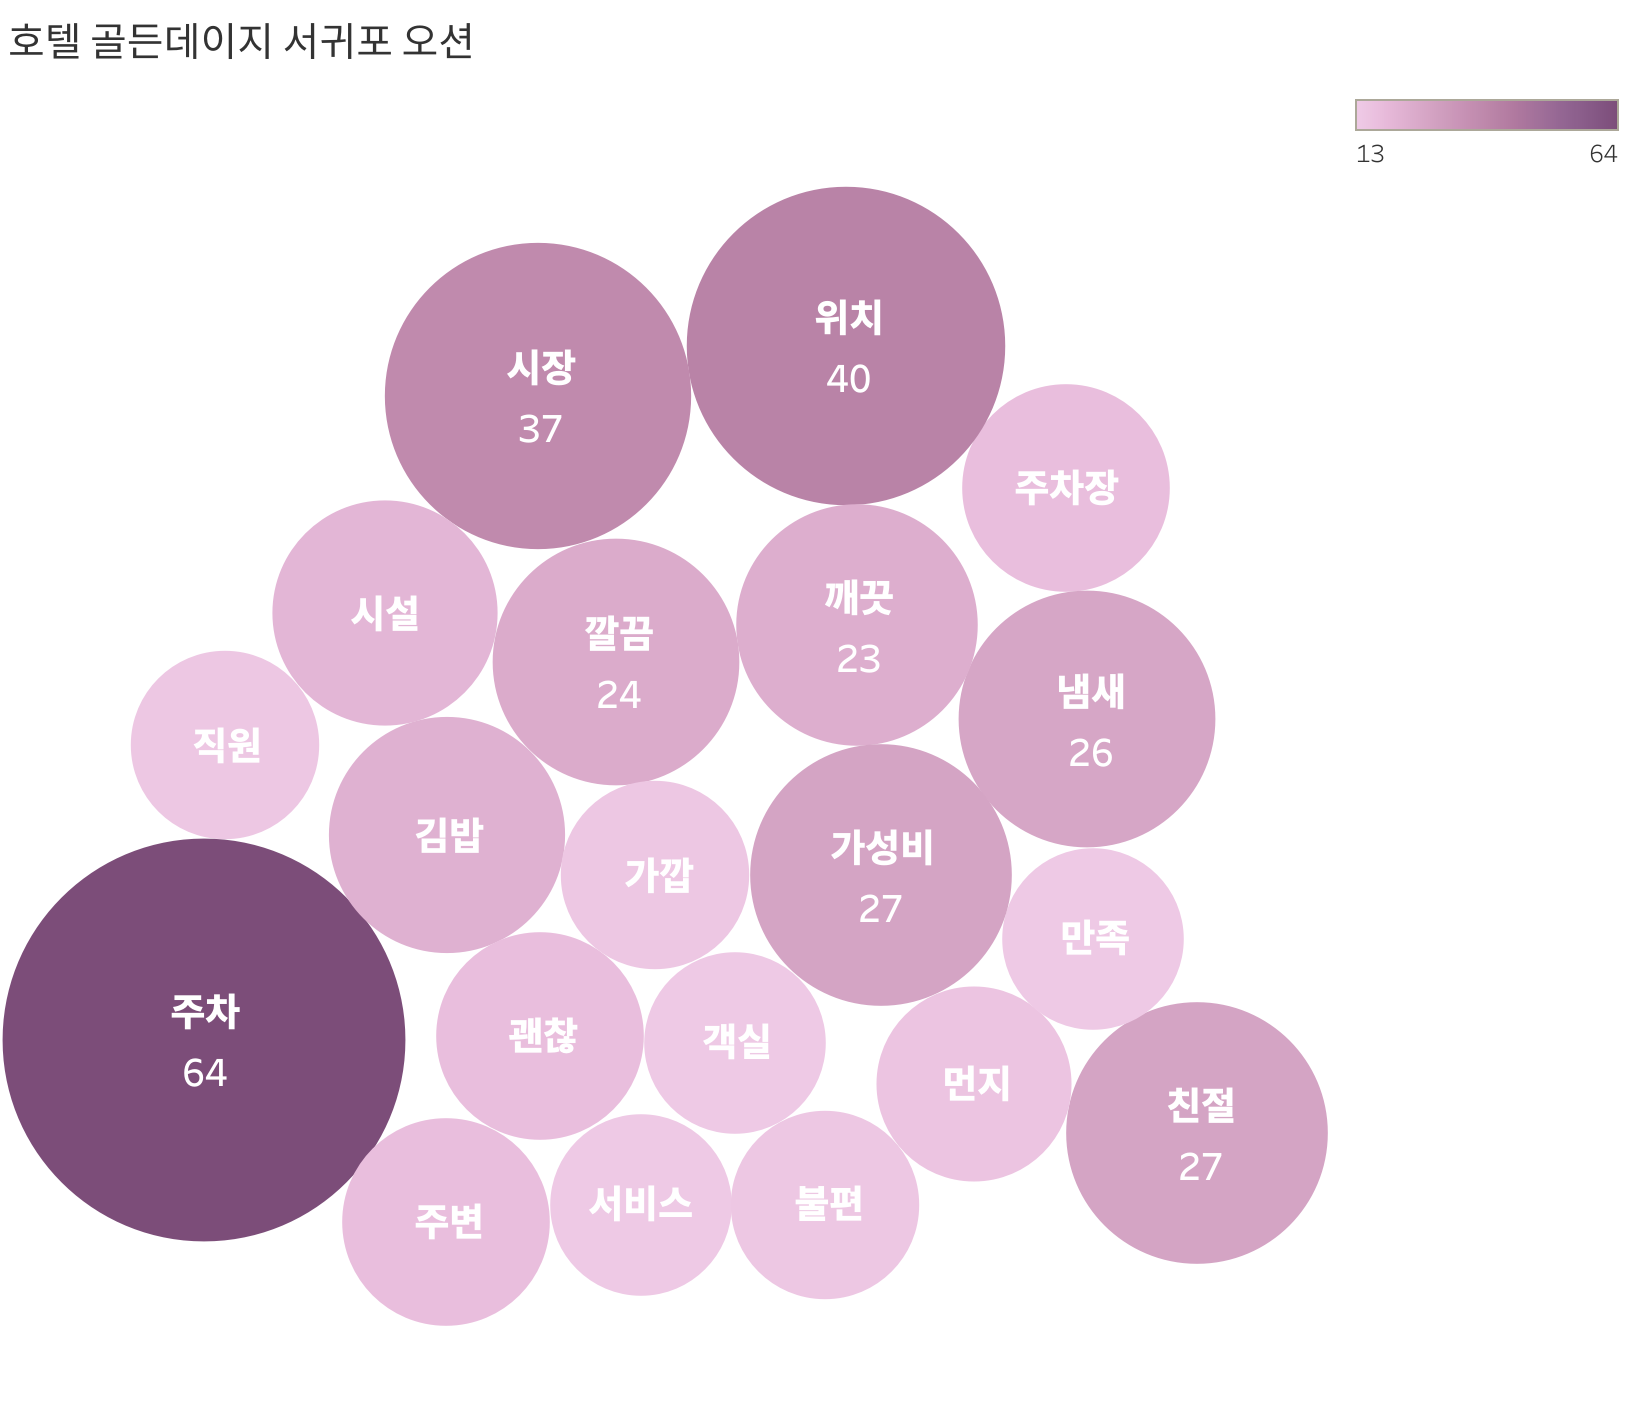 호텔 골든데이지 서귀포 오션
13
64
위치
40
시장
37
주차장
깨끗
23
시설
깔끔
24
냄새
26
직원
김밥
가성비
27
가깝
만족
주차
64
괜찮
객실
먼지
친절
27
주변
서비스
불편